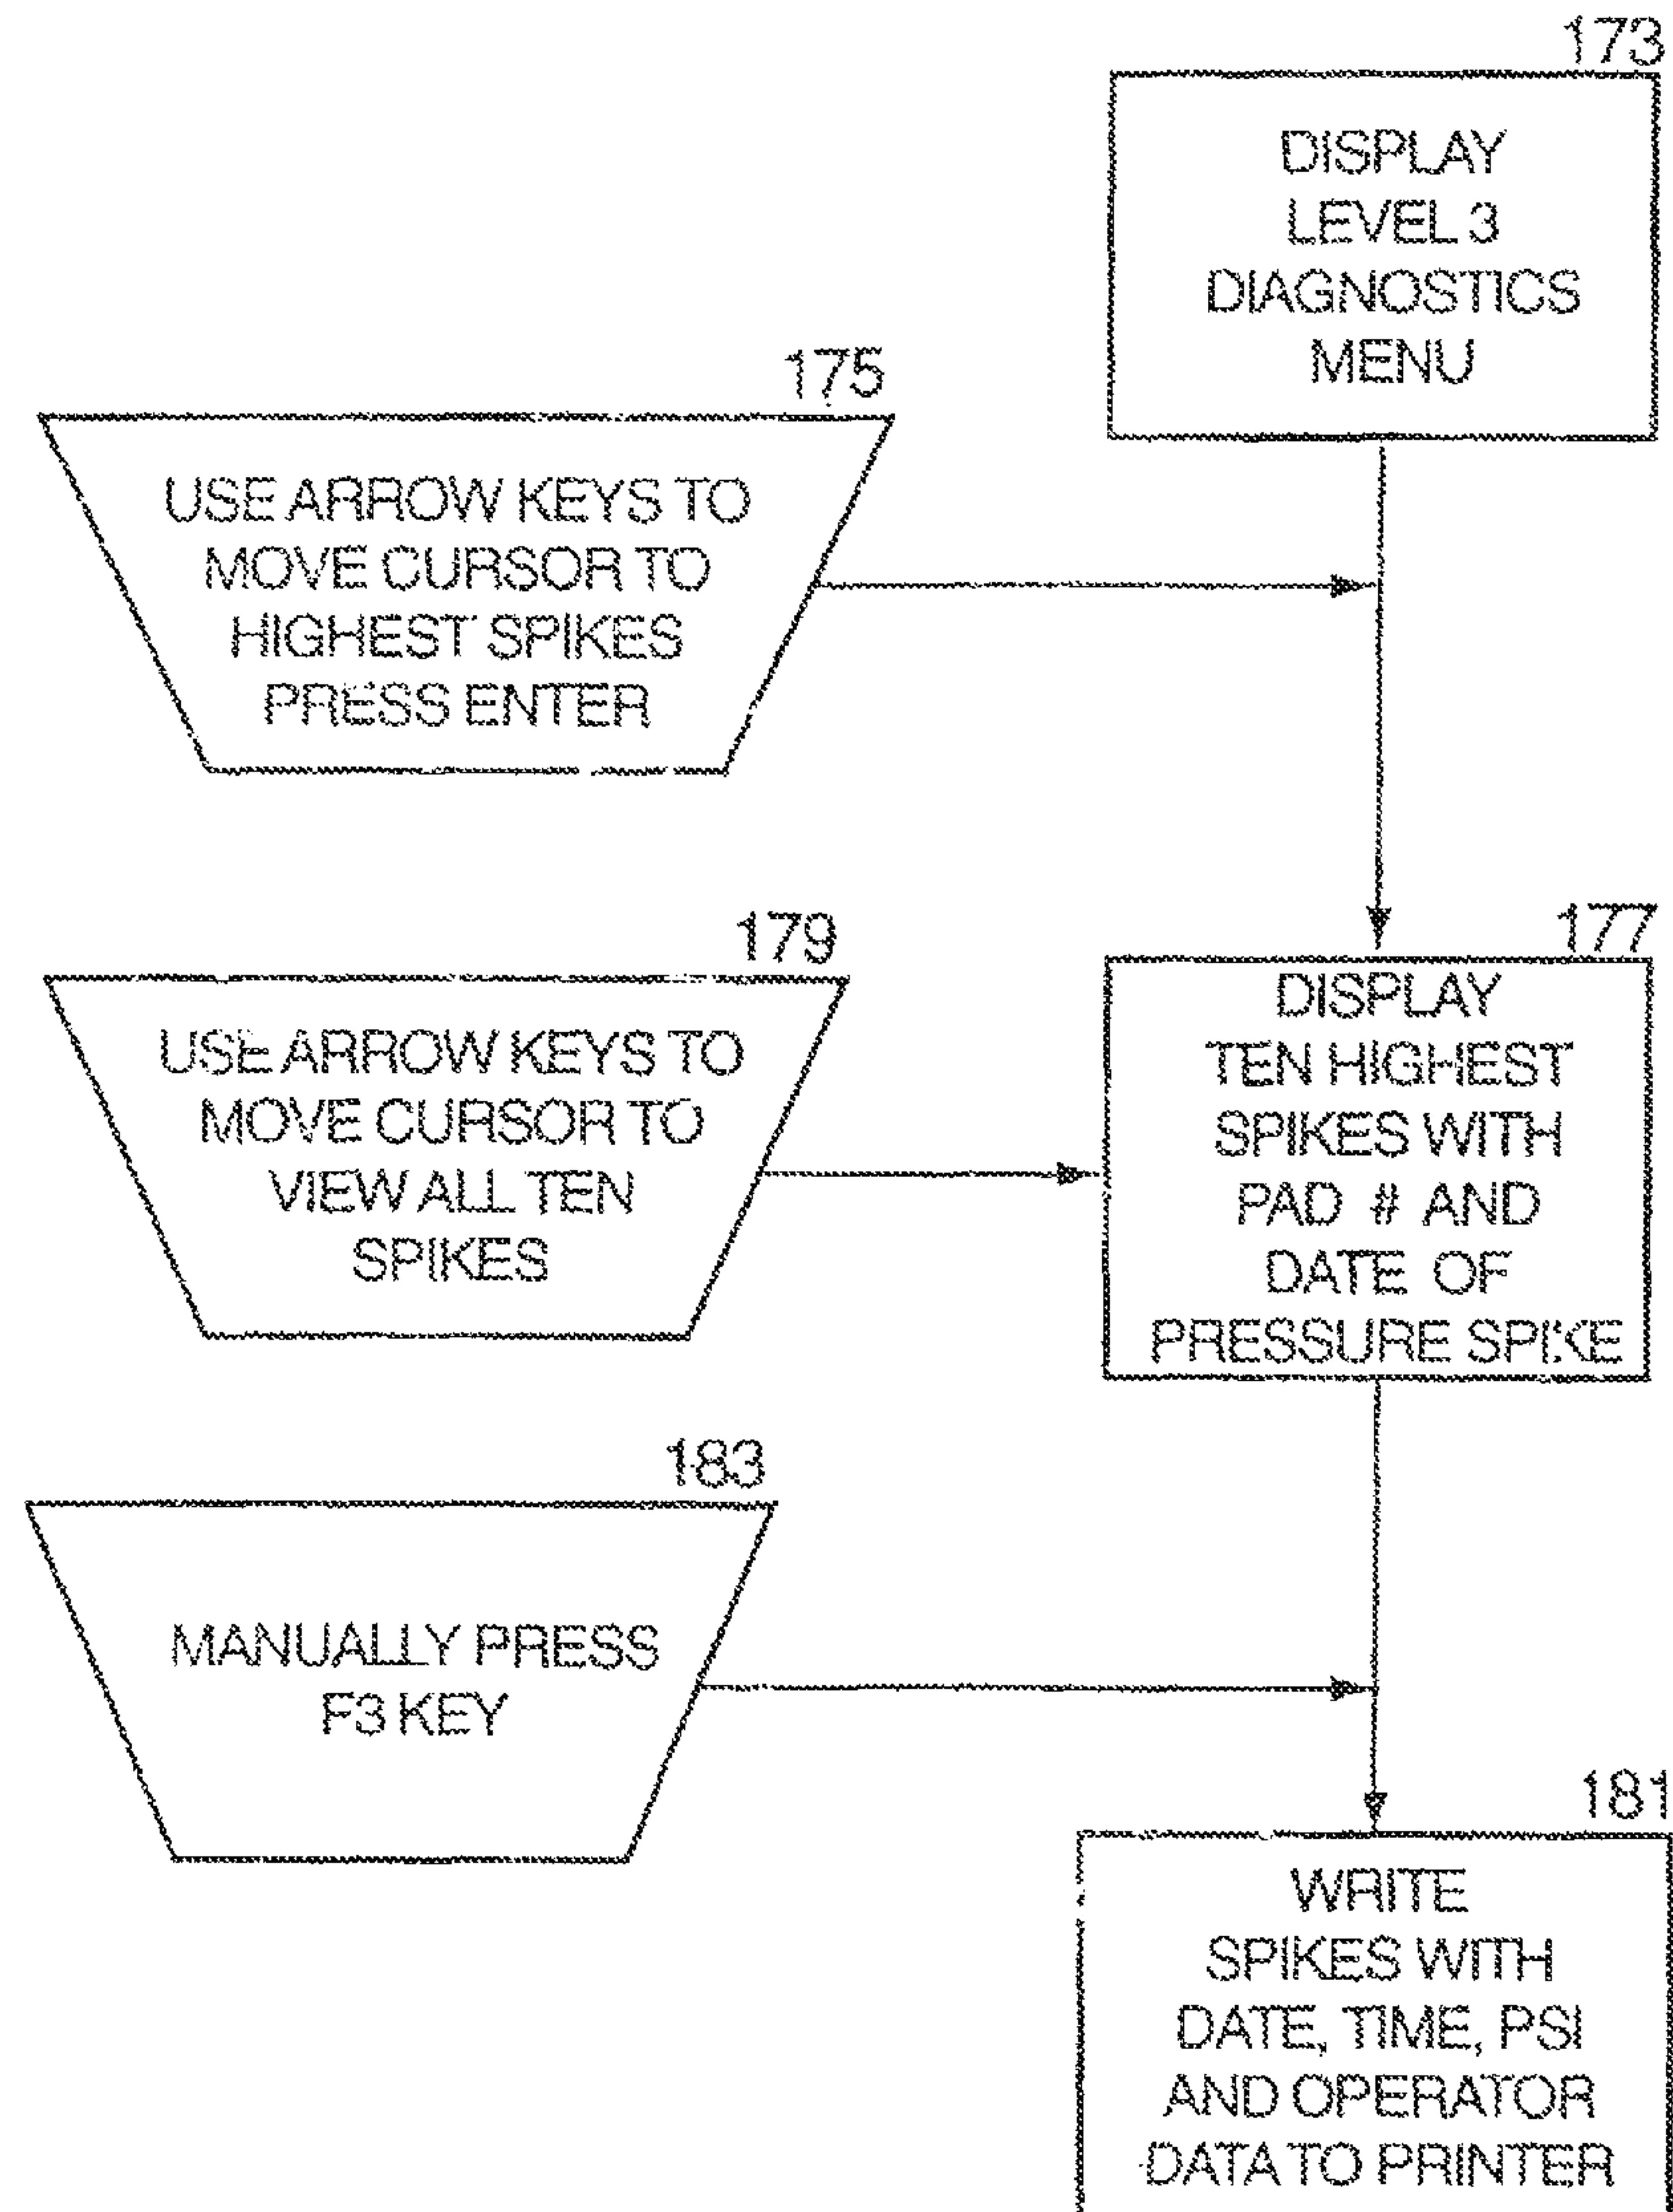 173
DISPLAY
LEVEL 3
DIAGNOSTICS
MENU
175
USE ARROW KEYS TO
MOVE CURSOR TO
HIGHEST SPIKES
PRESS ENTER
177
DISPLAY
TEN HIGHEST
SPIKES WITH
PAD # AND
DATE OF
PRESSURE SPIKE
179
USE ARROW KEYS TO
MOVE CURSOR TO
VIEW ALL TEN
SPIKES
183
MANUALLY PRESS
F3 KEY
181
WRITE
SPIKES WITH
DATE, TIME, PSI
AND OPERATOR
DATA TO PRINTER